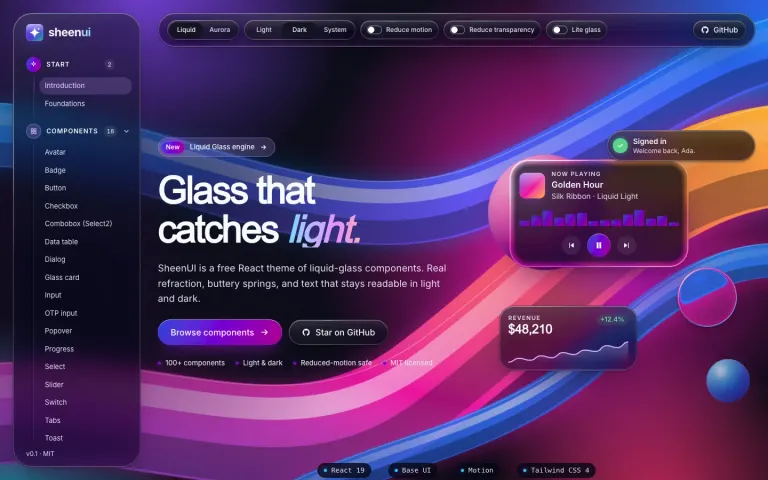 sheenui
START 2
Introduction
Foundations
COMPONENTS 18
Avatar
Badge
Button
Checkbox
Combobox (Select2)
Data table
Dialog
Glass card
Input
OTP input
Popover
Progress
Select
Slider
Switch
Tabs
Toast
v0.1 · MIT
Liquid Aurora Light Dark System Reduce motion Reduce transparency Lite glass GitHub
New Liquid Glass engine →
Glass that
catches light.
SheenUI is a free React theme of liquid-glass components. Real
refraction, buttery springs, and text that stays readable in light
and dark.
Browse components → Star on GitHub
100+ components Light & dark Reduced-motion safe MIT licensed
Signed in
Welcome back, Ada.
NOW PLAYING
Golden Hour
Silk Ribbon · Liquid Light
REVENUE +12.4%
$48,210
React 19 Base UI Motion Tailwind CSS 4